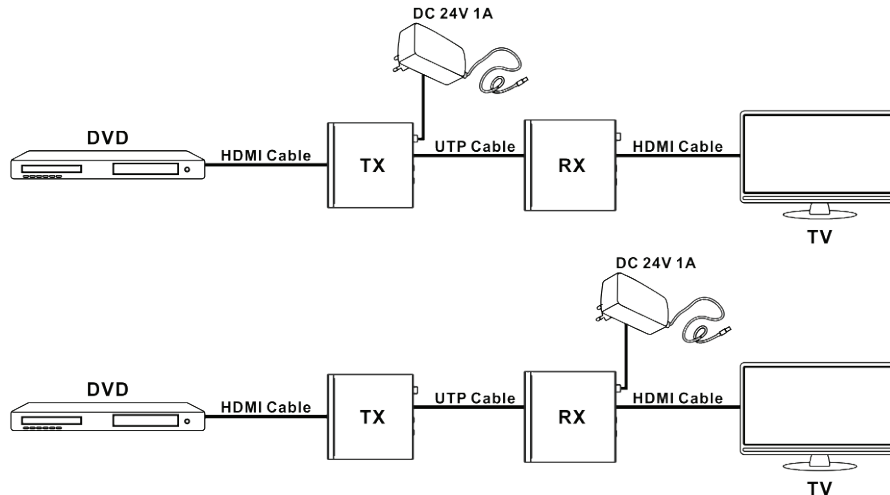 DC 24V 1A
DVD
HDMI Cable
TX
UTP Cable
RX
HDMI Cable
TV
DC 24V 1A
DVD
HDMI Cable
TX
UTP Cable
RX
HDMI Cable
TV